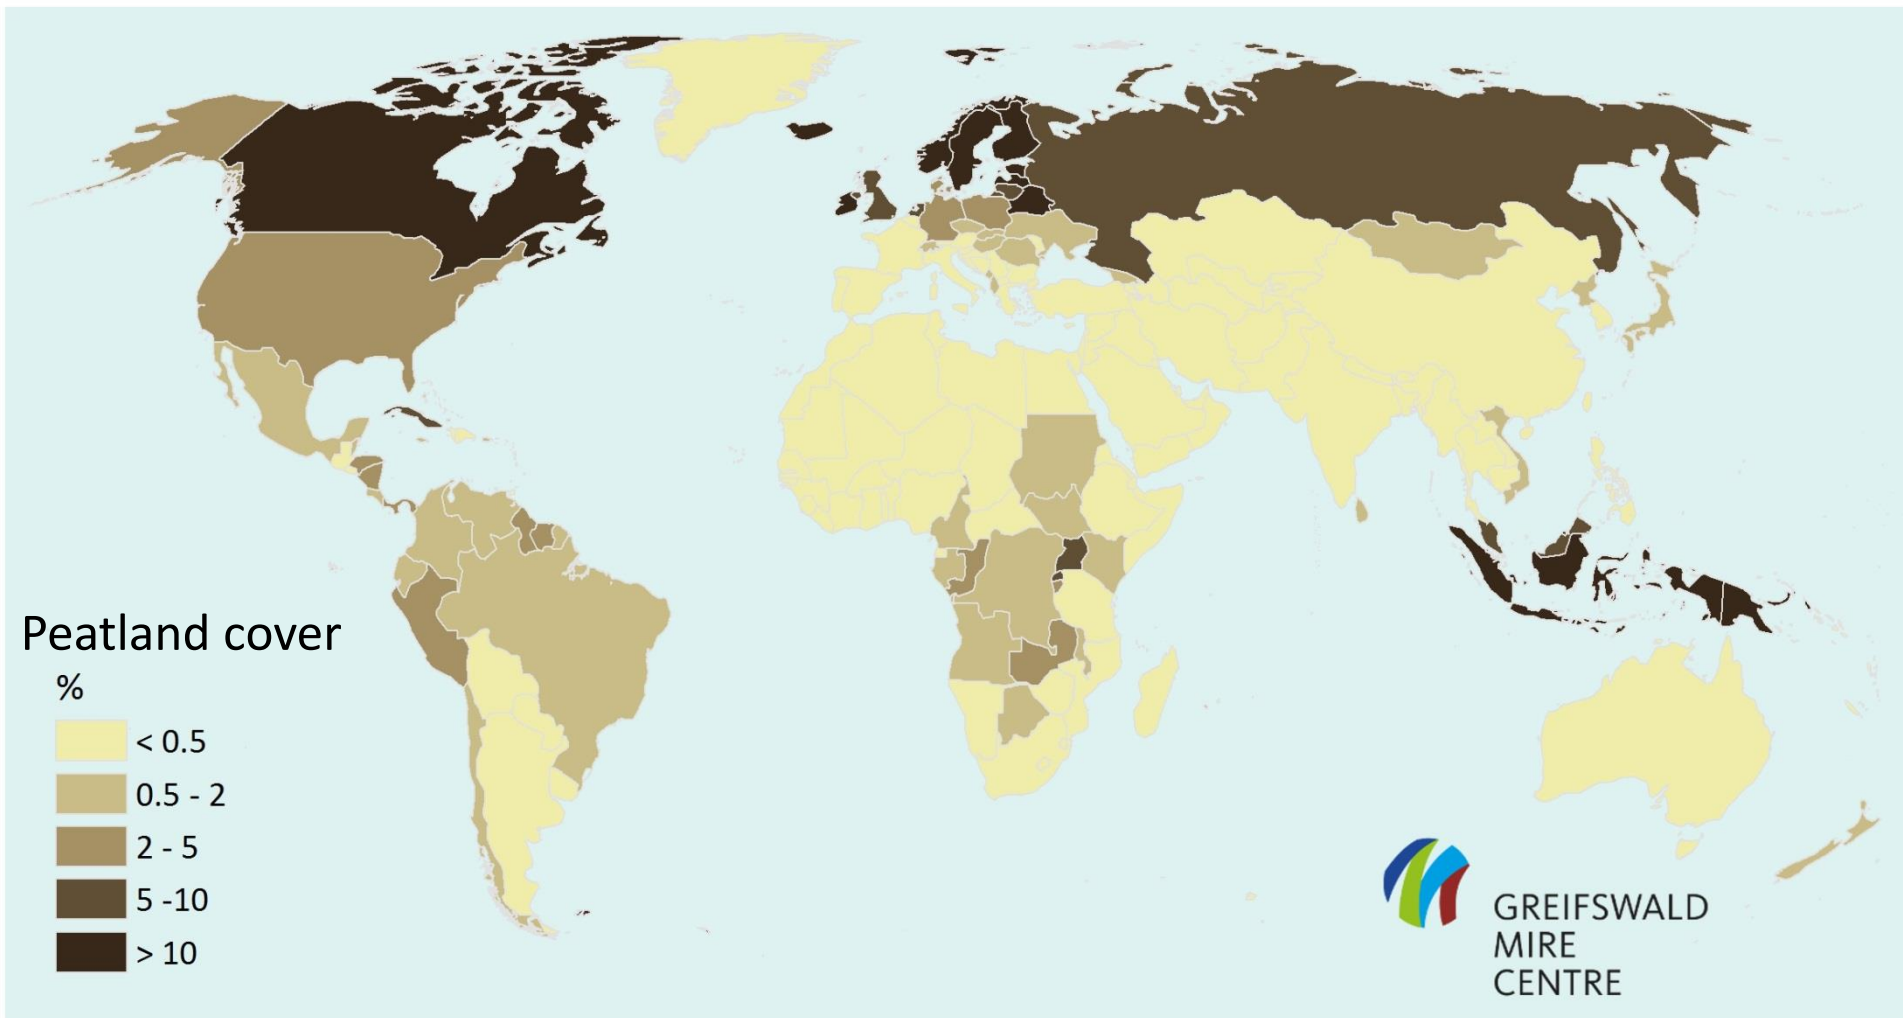 Peatland cover
%
< 0.5
0.5 - 2
2 - 5
5 -10
> 10
GREIFSWALD
MIRE
CENTRE